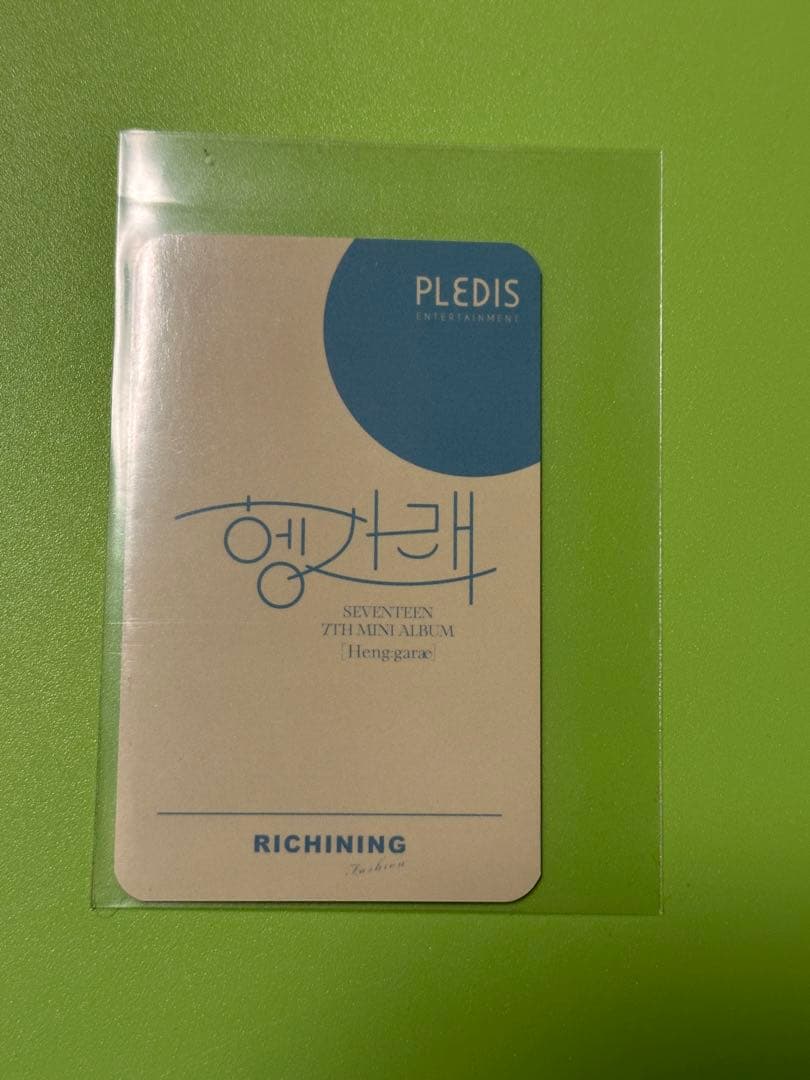 PLEDIS
ENTERTAINMENT
헹가래
SEVENTEEN
7TH MINI ALBUM
[Heng:garæ]
RICHINING
Fashion